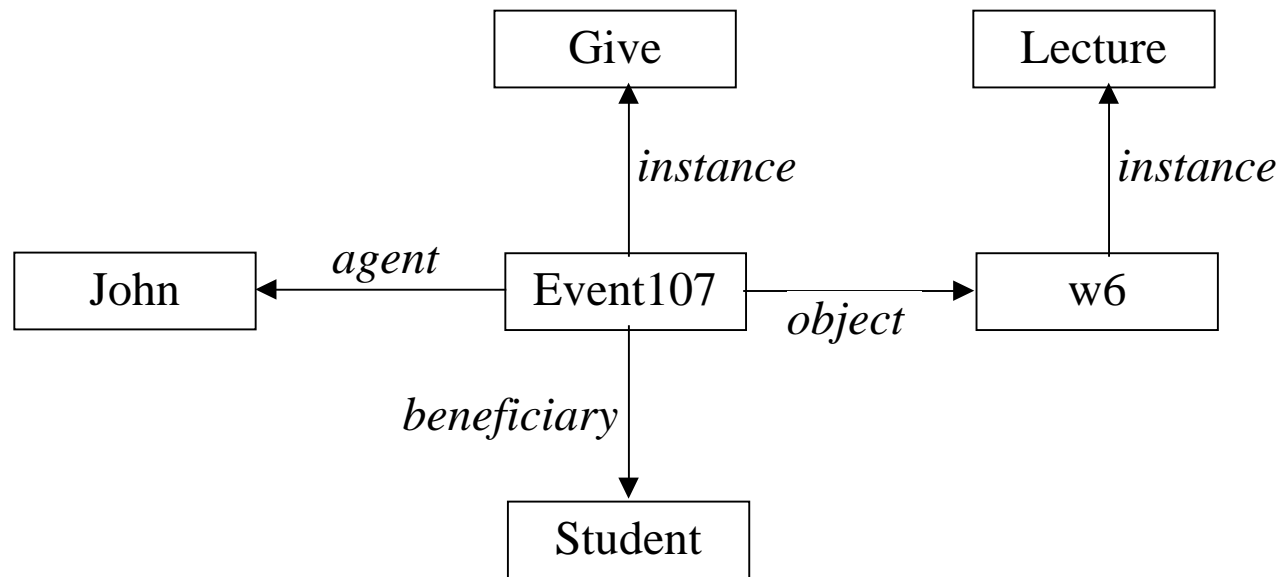 Give
Lecture
instance
instance
agent
John
Event107
w6
object
beneficiary
Student